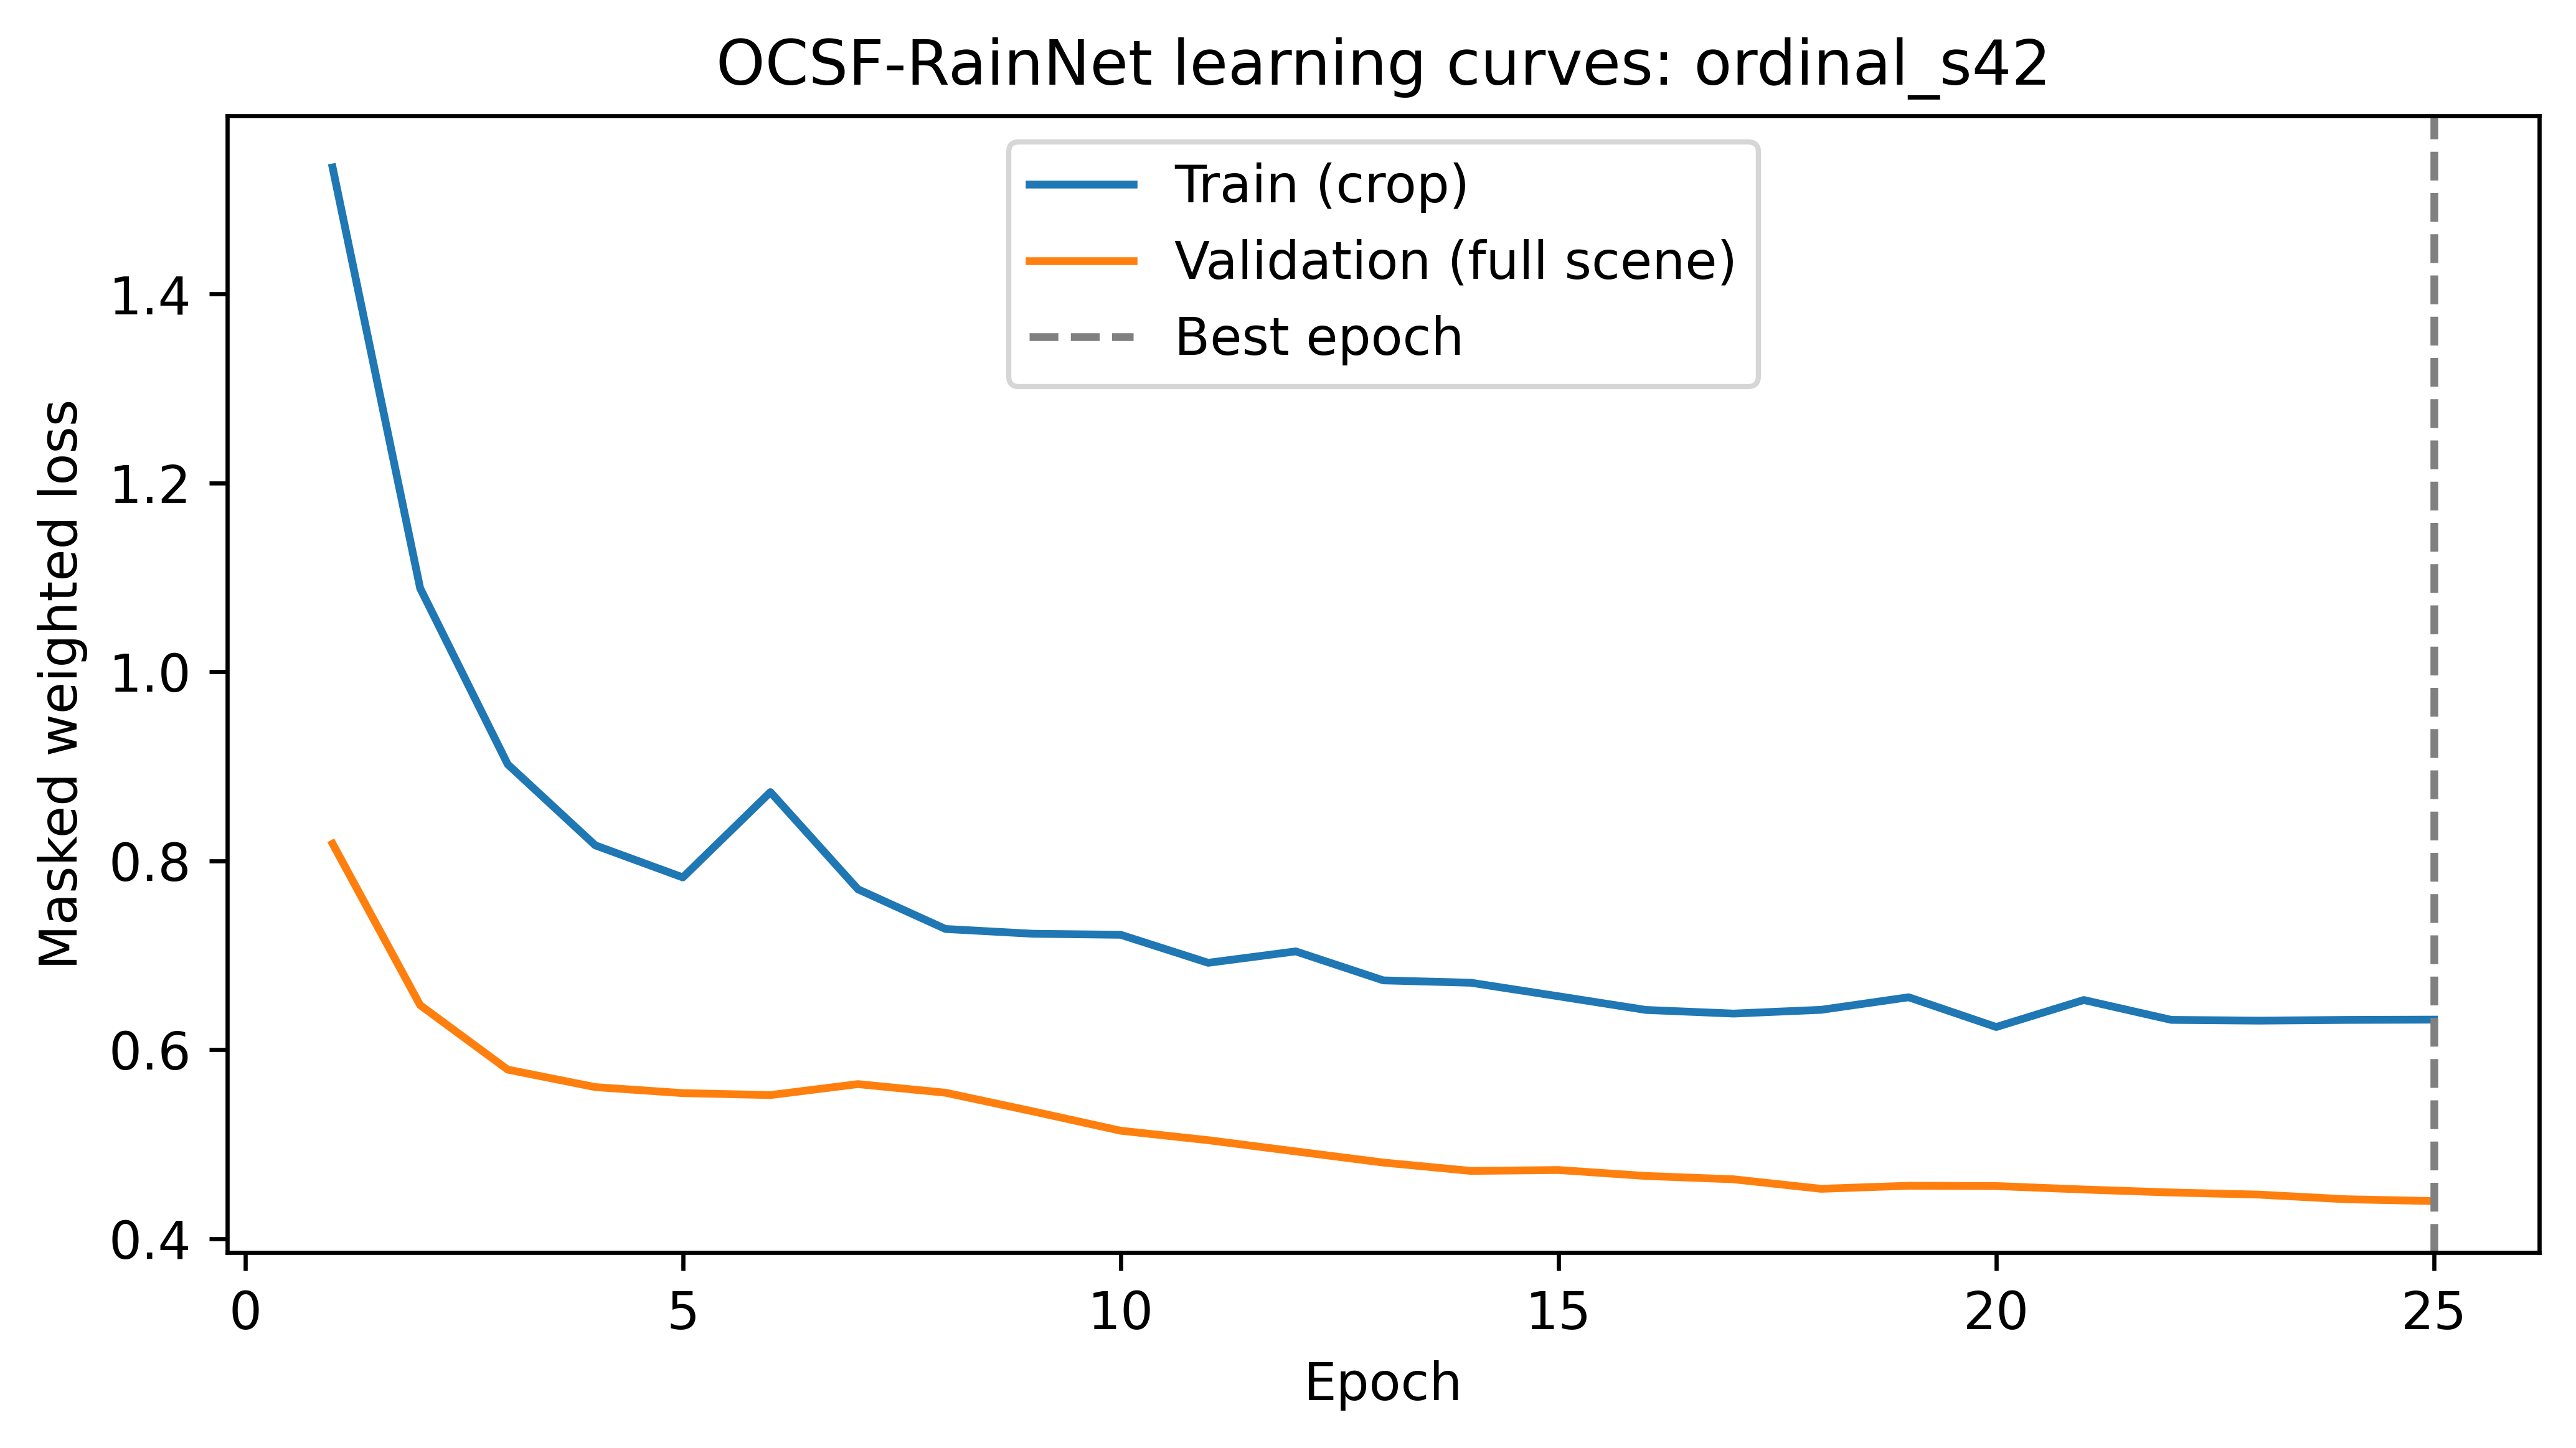 OCSF-RainNet learning curves: ordinal_s42
Train (crop)
Validation (full scene)
Best epoch
Masked weighted loss
1.4
1.2
1.0
0.8
0.6
0.4
0 5 10 15 20 25
Epoch